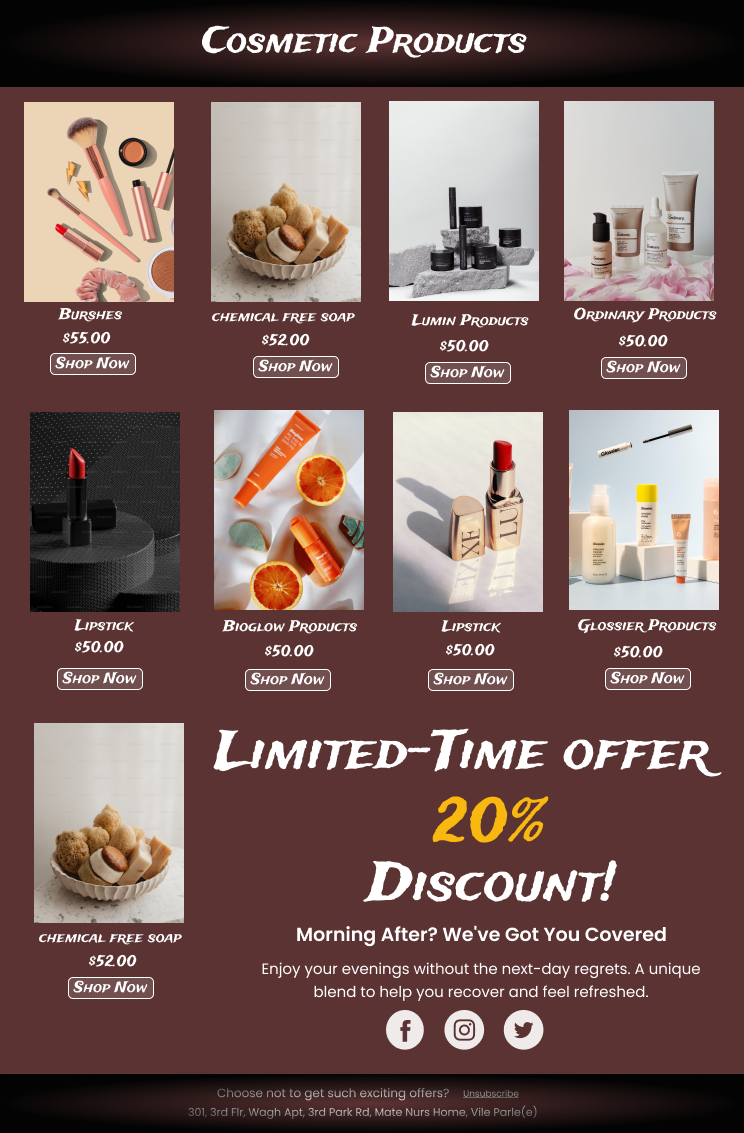 Cosmetic Products
Burshes
$55.00
Shop Now
chemical free soap
$52.00
Shop Now
Lumin Products
$50.00
Shop Now
Ordinary Products
$50.00
Shop Now
Lipstick
$50.00
Shop Now
Bioglow Products
$50.00
Shop Now
LU
XE
Lipstick
$50.00
Shop Now
Glossier.
Glossier Products
$50.00
Shop Now
chemical free soap
$52.00
Shop Now
Limited-Time offer
20%
Discount!
Morning After? We've Got You Covered
Enjoy your evenings without the next-day regrets. A unique
blend to help you recover and feel refreshed.
Choose not to get such exciting offers? Unsubscribe
301, 3rd Flr, Wagh Apt, 3rd Park Rd, Mate Nurs Home, Vile Parle(e)